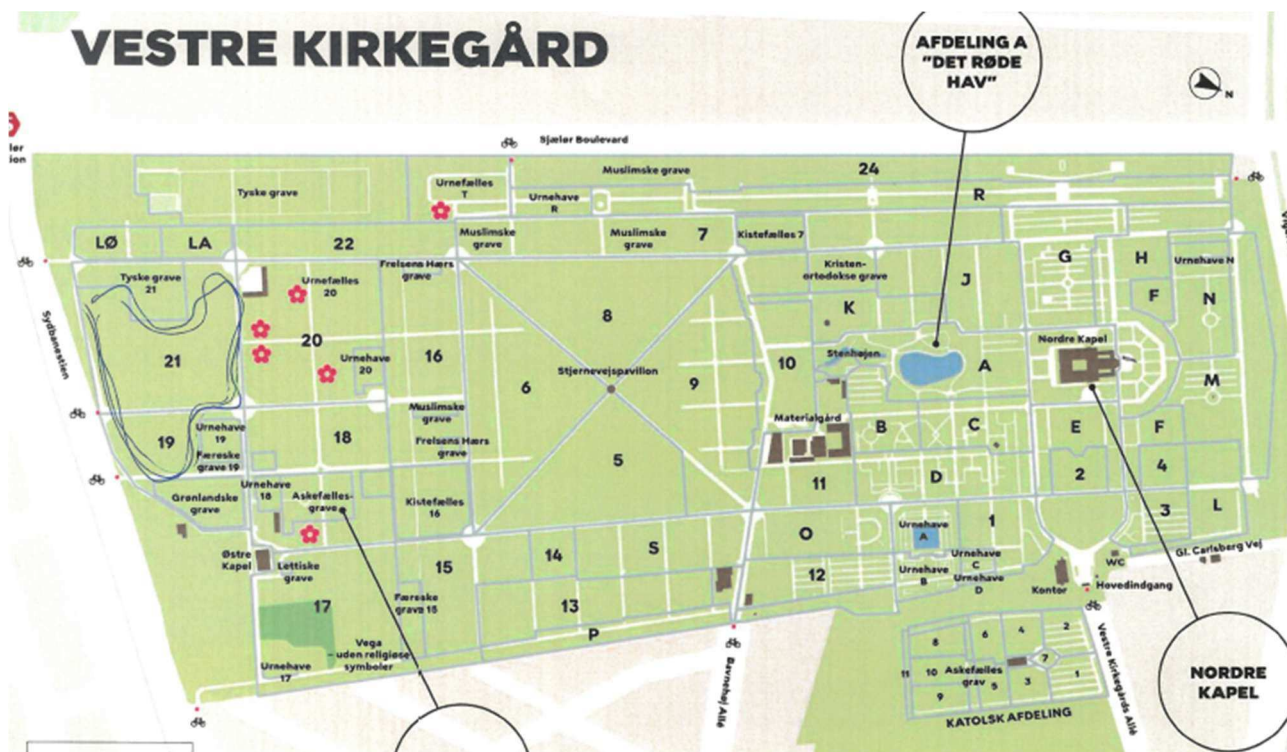 VESTRE KIRKEGÅRD
AFDELING A
"DET RØDE
HAV"
N
Sjælør Boulevard
Muslimske grave
24
Tyske grave
Urnefælles
T
Urnehave
R
R
LØ
LA
22
Muslimske
grave
Muslimske
grave
7
Kistefælles 7
G
H
Urnehave N
Tyske grave
21
Urnefælles
20
Frelsens Hærs
grave
Kristen-
ortodokse grave
J
F
N
8
K
Sydbanestien
21
20
Urnehave
20
16
6
Stjernevejspavillon
9
10
Stenhøjen
A
Nordre Kapel
M
19
Urnehave
19
Færøske
grave 19
18
Muslimske
grave
Frelsens Hærs
grave
5
Materialgård
B
C
E
F
Grønlandske
grave
Urnehave
18
Askefælles-
grave
Kistefælles
16
11
D
2
4
3
L
Østre
Kapel
Lettiske
grave
15
14
S
O
Urnehave
A
1
12
Urnehave
B
Urnehave
C
Urnehave
D
Kontor
WC
Hovedindgang
Gl. Carlsberg Vej
17
Færøske
grave 15
13
P
Vega
– uden religiøse
symboler
Urnehave
17
Bavnehøj Allé
Vestre Kirkegårds Allé
8
6
4
2
11
10
Askefælles
grav
7
9
5
3
1
KATOLSK AFDELING
NORDRE
KAPEL